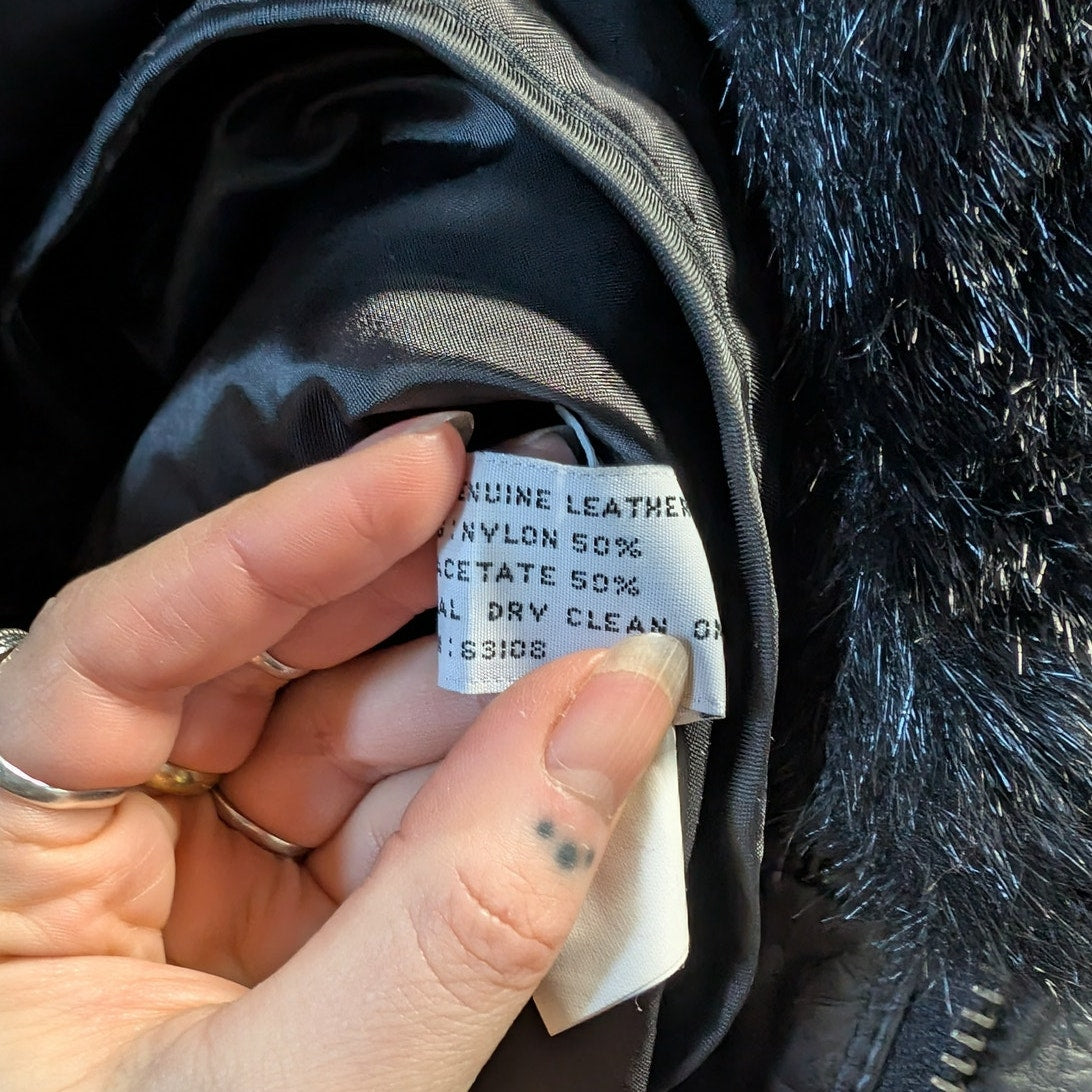 ENUINE LEATHER
:NYLON 50%
ACETATE 50%
AL DRY CLEAN
: S3108